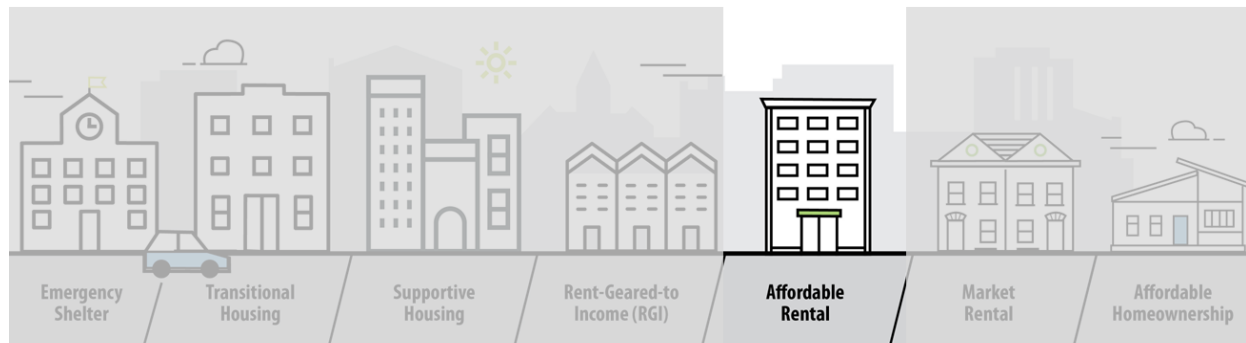 Emergency
Shelter
Transitional
Housing
Supportive
Housing
Rent-Geared-to
Income (RGI)
Affordable
Rental
Market
Rental
Affordable
Homeownership